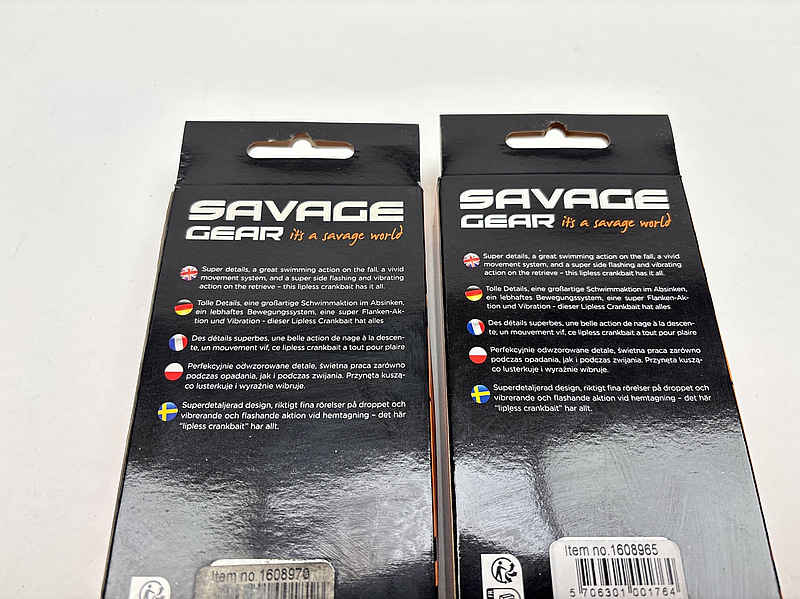 SAVAGE
GEAR it's a savage world
Super details, a great swimming action on the fall, a vivid
movement system, and a super side flashing and vibrating
action on the retrieve – this lipless crankbait has it all.
Tolle Details, eine großartige Schwimmaktion im Absinken,
ein lebhaftes Bewegungssystem, eine super Flanken-Ak-
tion und Vibration - dieser Lipless Crankbait hat alles
Des détails superbes, une belle action de nage à la descen-
te, un mouvement vif, ce lipless crankbait a tout pour plaire
Perfekcyjnie odwzorowane detale, świetna praca zarówno
podczas opadania, jak i podczas zwijania. Przynęta kuszą-
co lusterkuje i wyraźnie wibruje.
Superdetaljerad design, riktigt fina rörelser på droppet och
vibrerande och flashande aktion vid hemtagning – det här
"lipless crankbait" har allt.
Item no.1608970
SAVAGE
GEAR it's a savage world
Super details, a great swimming action on the fall, a vivid
movement system, and a super side flashing and vibrating
action on the retrieve – this lipless crankbait has it all.
Tolle Details, eine großartige Schwimmaktion im Absinken,
ein lebhaftes Bewegungssystem, eine super Flanken-Ak-
tion und Vibration - dieser Lipless Crankbait hat alles
Des détails superbes, une belle action de nage à la descen-
te, un mouvement vif, ce lipless crankbait a tout pour plaire
Perfekcyjnie odwzorowane detale, świetna praca zarówno
podczas opadania, jak i podczas zwijania. Przynęta kuszą-
co lusterkuje i wyraźnie wibruje.
Superdetaljerad design, riktigt fina rörelser på droppet och
vibrerande och flashande aktion vid hemtagning – det här
"lipless crankbait" har allt.
Item no.1608965
5 706301 001764